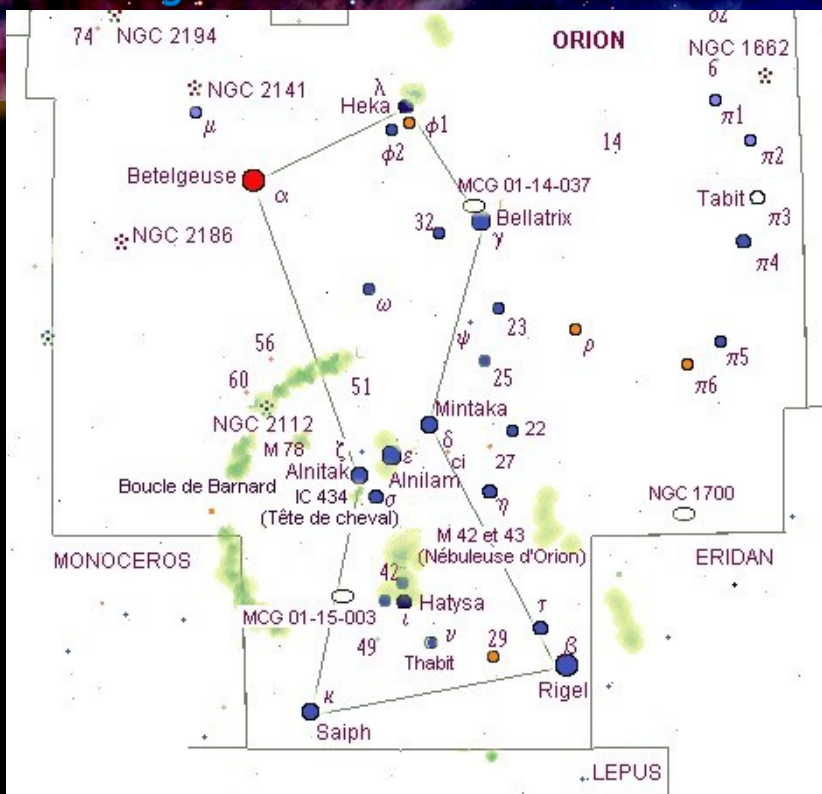 74 NGC 2194
ORION
NGC 1662
6
NGC 2141
λ
Heka
μ
φ1
φ2
π1
14
π2
Betelgeuse
α
MCG 01-14-037
Tabit
π3
32
Bellatrix
γ
NGC 2186
π4
ω
23
ψ
ρ
π5
56
25
π6
60
51
NGC 2112
Mintaka
δ
22
M 78
ζ
ε
ci
27
Alnitak
Alnilam
Boucle de Barnard
IC 434
σ
η
NGC 1700
(Tête de cheval)
M 42 et 43
(Nébuleuse d'Orion)
MONOCEROS
ERIDAN
42
Hatysa
ι
MCG 01-15-003
τ
49
υ
29
β
Thabit
Rigel
κ
Saiph
LEPUS